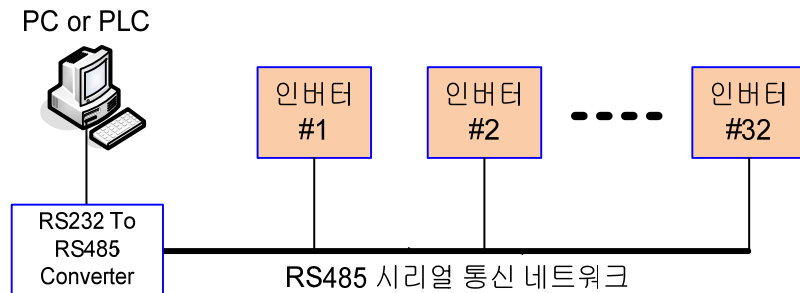 PC or PLC
인버터
#1
인버터
#2
인버터
#32
RS232 To
RS485
Converter
RS485 시리얼 통신 네트워크